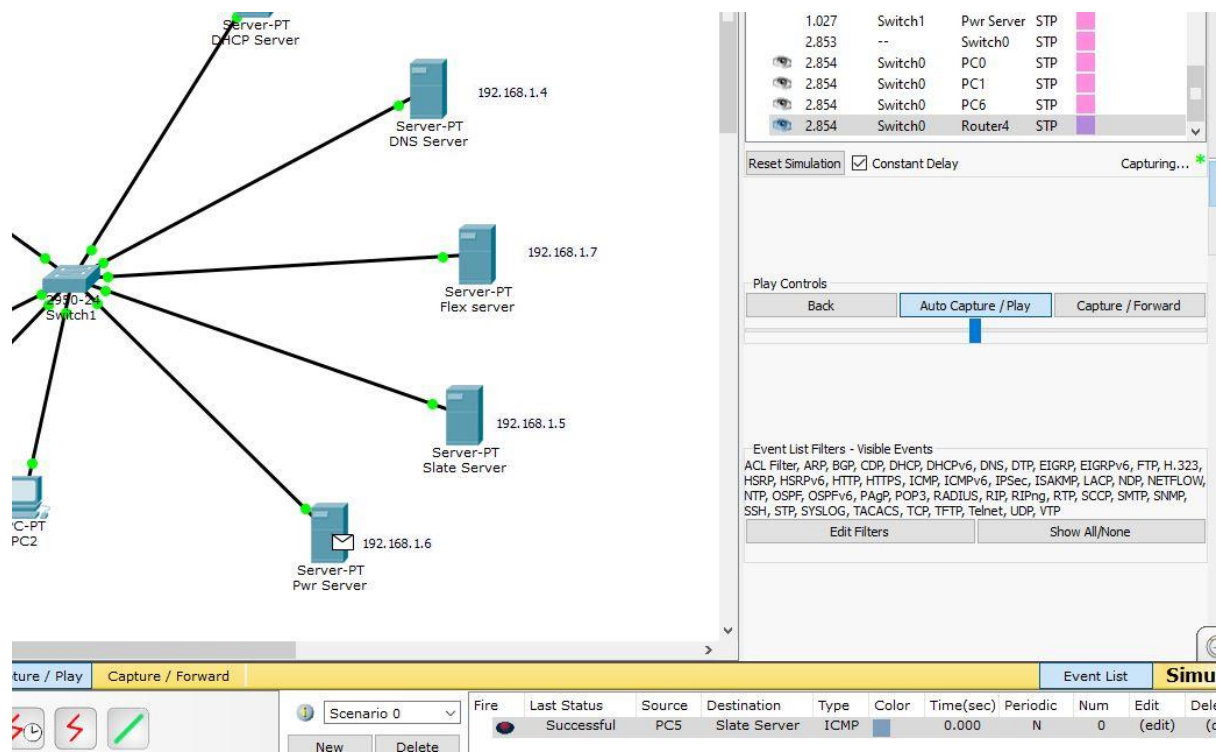 Server-PT
DHCP Server
192.168.1.4
Server-PT
DNS Server
192.168.1.7
Server-PT
Flex server
2950-24
Switch1
192.168.1.5
Server-PT
Slate Server
PC-PT
PC2
192.168.1.6
Server-PT
Pwr Server
1.027 Switch1 Pwr Server STP
2.853 -- Switch0 STP
2.854 Switch0 PC0 STP
2.854 Switch0 PC1 STP
2.854 Switch0 PC6 STP
2.854 Switch0 Router4 STP
Reset Simulation Constant Delay Capturing... *
Play Controls
Back Auto Capture / Play Capture / Forward
Event List Filters - Visible Events
ACL Filter, ARP, BGP, CDP, DHCP, DHCPv6, DNS, DTP, EIGRP, EIGRPv6, FTP, H.323,
HSRP, HSRPv6, HTTP, HTTPS, ICMP, ICMPv6, IPSec, ISAKMP, LACP, NDP, NETFLOW,
NTP, OSPF, OSPFv6, PAgP, POP3, RADIUS, RIP, RIPng, RTP, SCCP, SMTP, SNMP,
SSH, STP, SYSLOG, TACACS, TCP, TFTP, Telnet, UDP, VTP
Edit Filters Show All/None
ture / Play Capture / Forward Event List Simu
Scenario 0
New Delete
Fire Last Status Source Destination Type Color Time(sec) Periodic Num Edit Dele
Successful PC5 Slate Server ICMP 0.000 N 0 (edit) (d